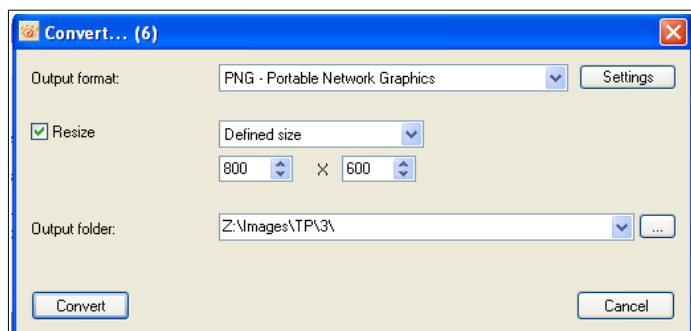 Convert... (6)
Output format: PNG - Portable Network Graphics Settings
Resize Defined size
800 X 600
Output folder: Z:\Images\TP\3\ ...
Convert Cancel